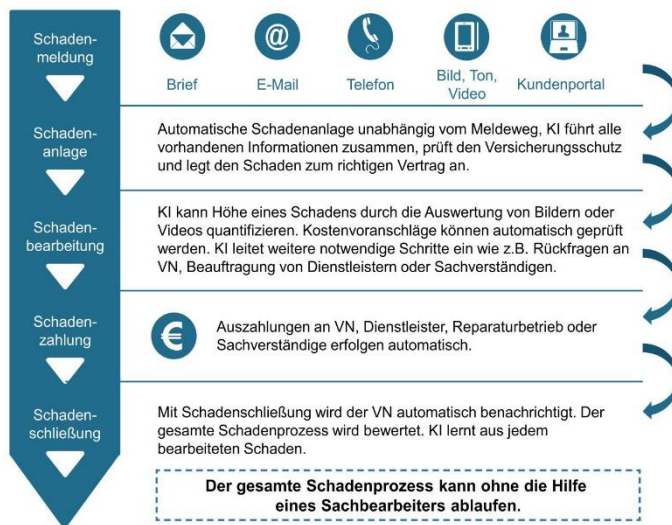 Schaden-
meldung
Brief
@
E-Mail
Telefon
Bild, Ton,
Video
Kundenportal
Schaden-
anlage
Automatische Schadenanlage unabhängig vom Meldeweg, KI führt alle
vorhandenen Informationen zusammen, prüft den Versicherungsschutz
und legt den Schaden zum richtigen Vertrag an.
Schaden-
bearbeitung
KI kann Höhe eines Schadens durch die Auswertung von Bildern oder
Videos quantifizieren. Kostenvoranschläge können automatisch geprüft
werden. KI leitet weitere notwendige Schritte ein wie z.B. Rückfragen an
VN, Beauftragung von Dienstleistern oder Sachverständigen.
Schaden-
zahlung
€
Auszahlungen an VN, Dienstleister, Reparaturbetrieb oder
Sachverständige erfolgen automatisch.
Schaden-
schließung
Mit Schadenschließung wird der VN automatisch benachrichtigt. Der
gesamte Schadenprozess wird bewertet. KI lernt aus jedem
bearbeiteten Schaden.
Der gesamte Schadenprozess kann ohne die Hilfe
eines Sachbearbeiters ablaufen.